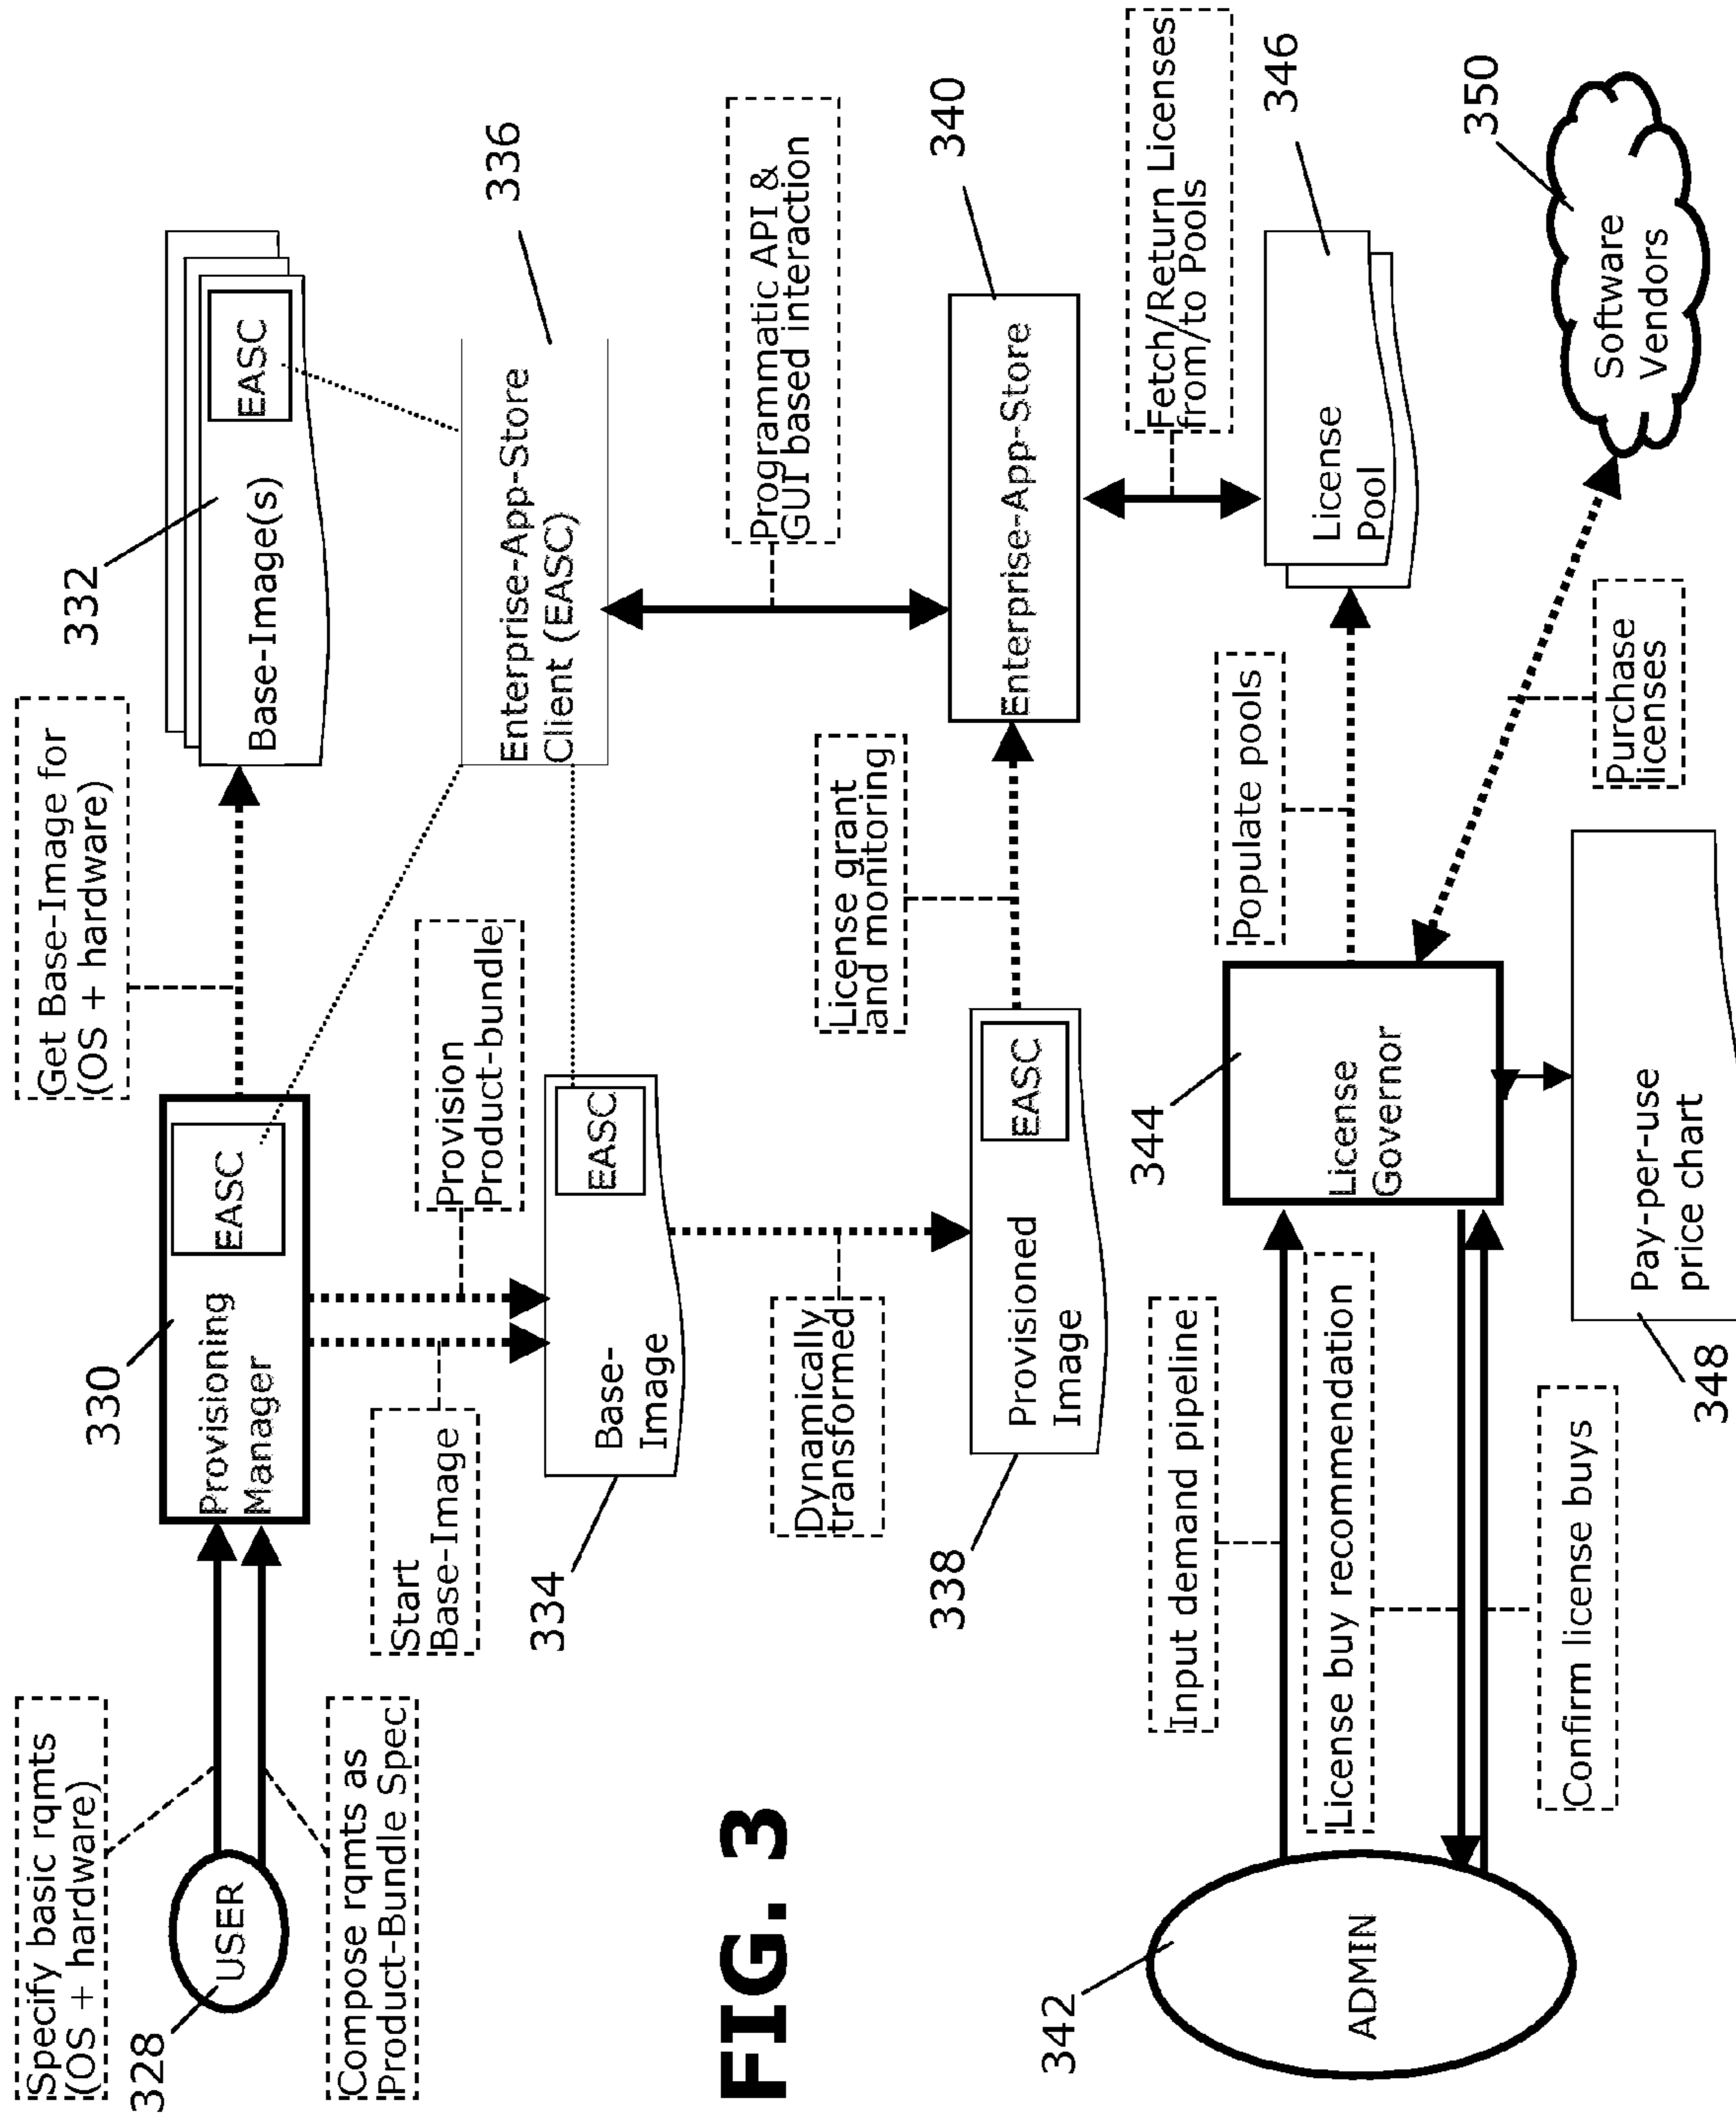 Specify basic rqmts
(OS + hardware)
328
USER
Compose rqmts as
Product-Bundle Spec
330
Provisioning
Manager
EASC
Get Base-Image for
(OS + hardware)
332
Base-Image(s)
EASC
Start
Base-Image
Provision
Product-bundle
334
Base-
Image
EASC
Enterprise-App-Store
Client (EASC)
336
Dynamically
transformed
Programmatic API &
GUI based interaction
338
Provisioned
Image
EASC
License grant
and monitoring
Enterprise-App-Store
340
FIG. 3
Fetch/Return Licenses
from/to Pools
342
ADMIN
Input demand pipeline
License buy recommendation
Confirm license buys
344
License
Governor
Populate pools
License
Pool
346
Purchase
licenses
Software
Vendors
350
348
Pay-per-use
price chart